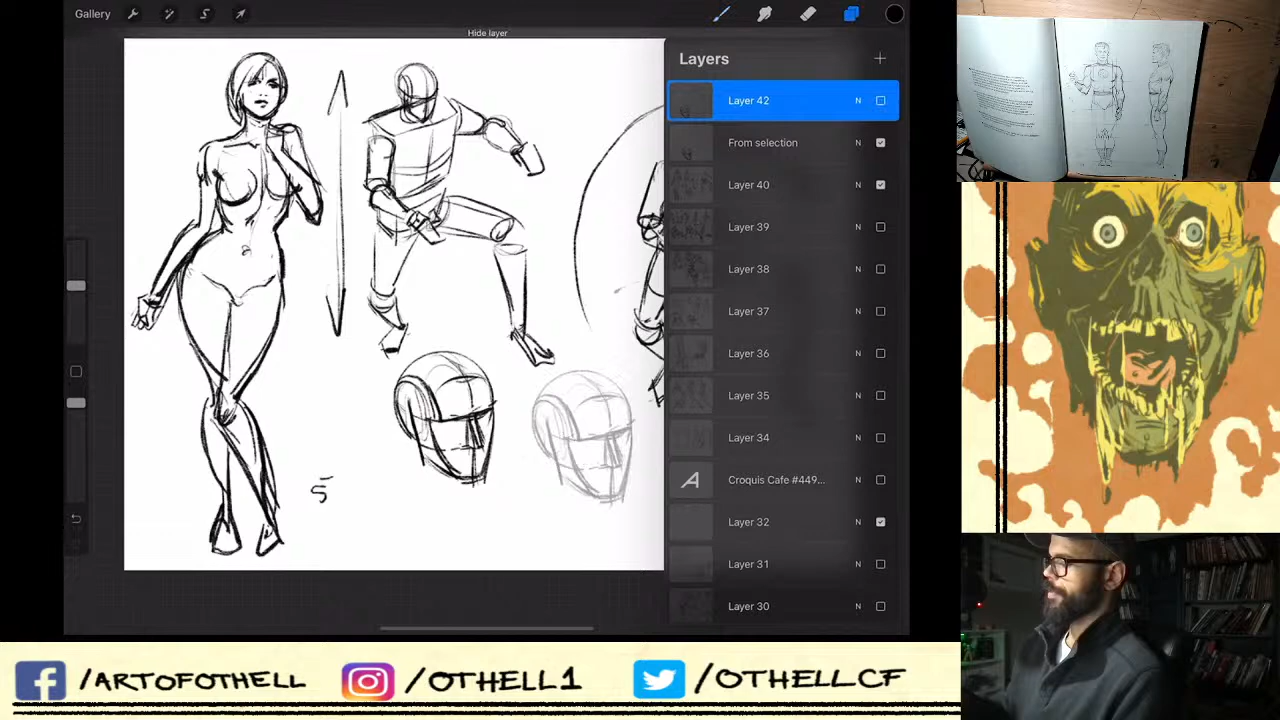 Gallery
Hide layer
Layers
Layer 42 N
From selection N
Layer 40 N
Layer 39 N
Layer 38 N
Layer 37 N
Layer 36 N
Layer 35 N
Layer 34 N
Croquis Cafe #449... N
Layer 32 N
Layer 31 N
Layer 30 N
5
/ARTOFOTHELL
/OTHELL1
/OTHELLCF